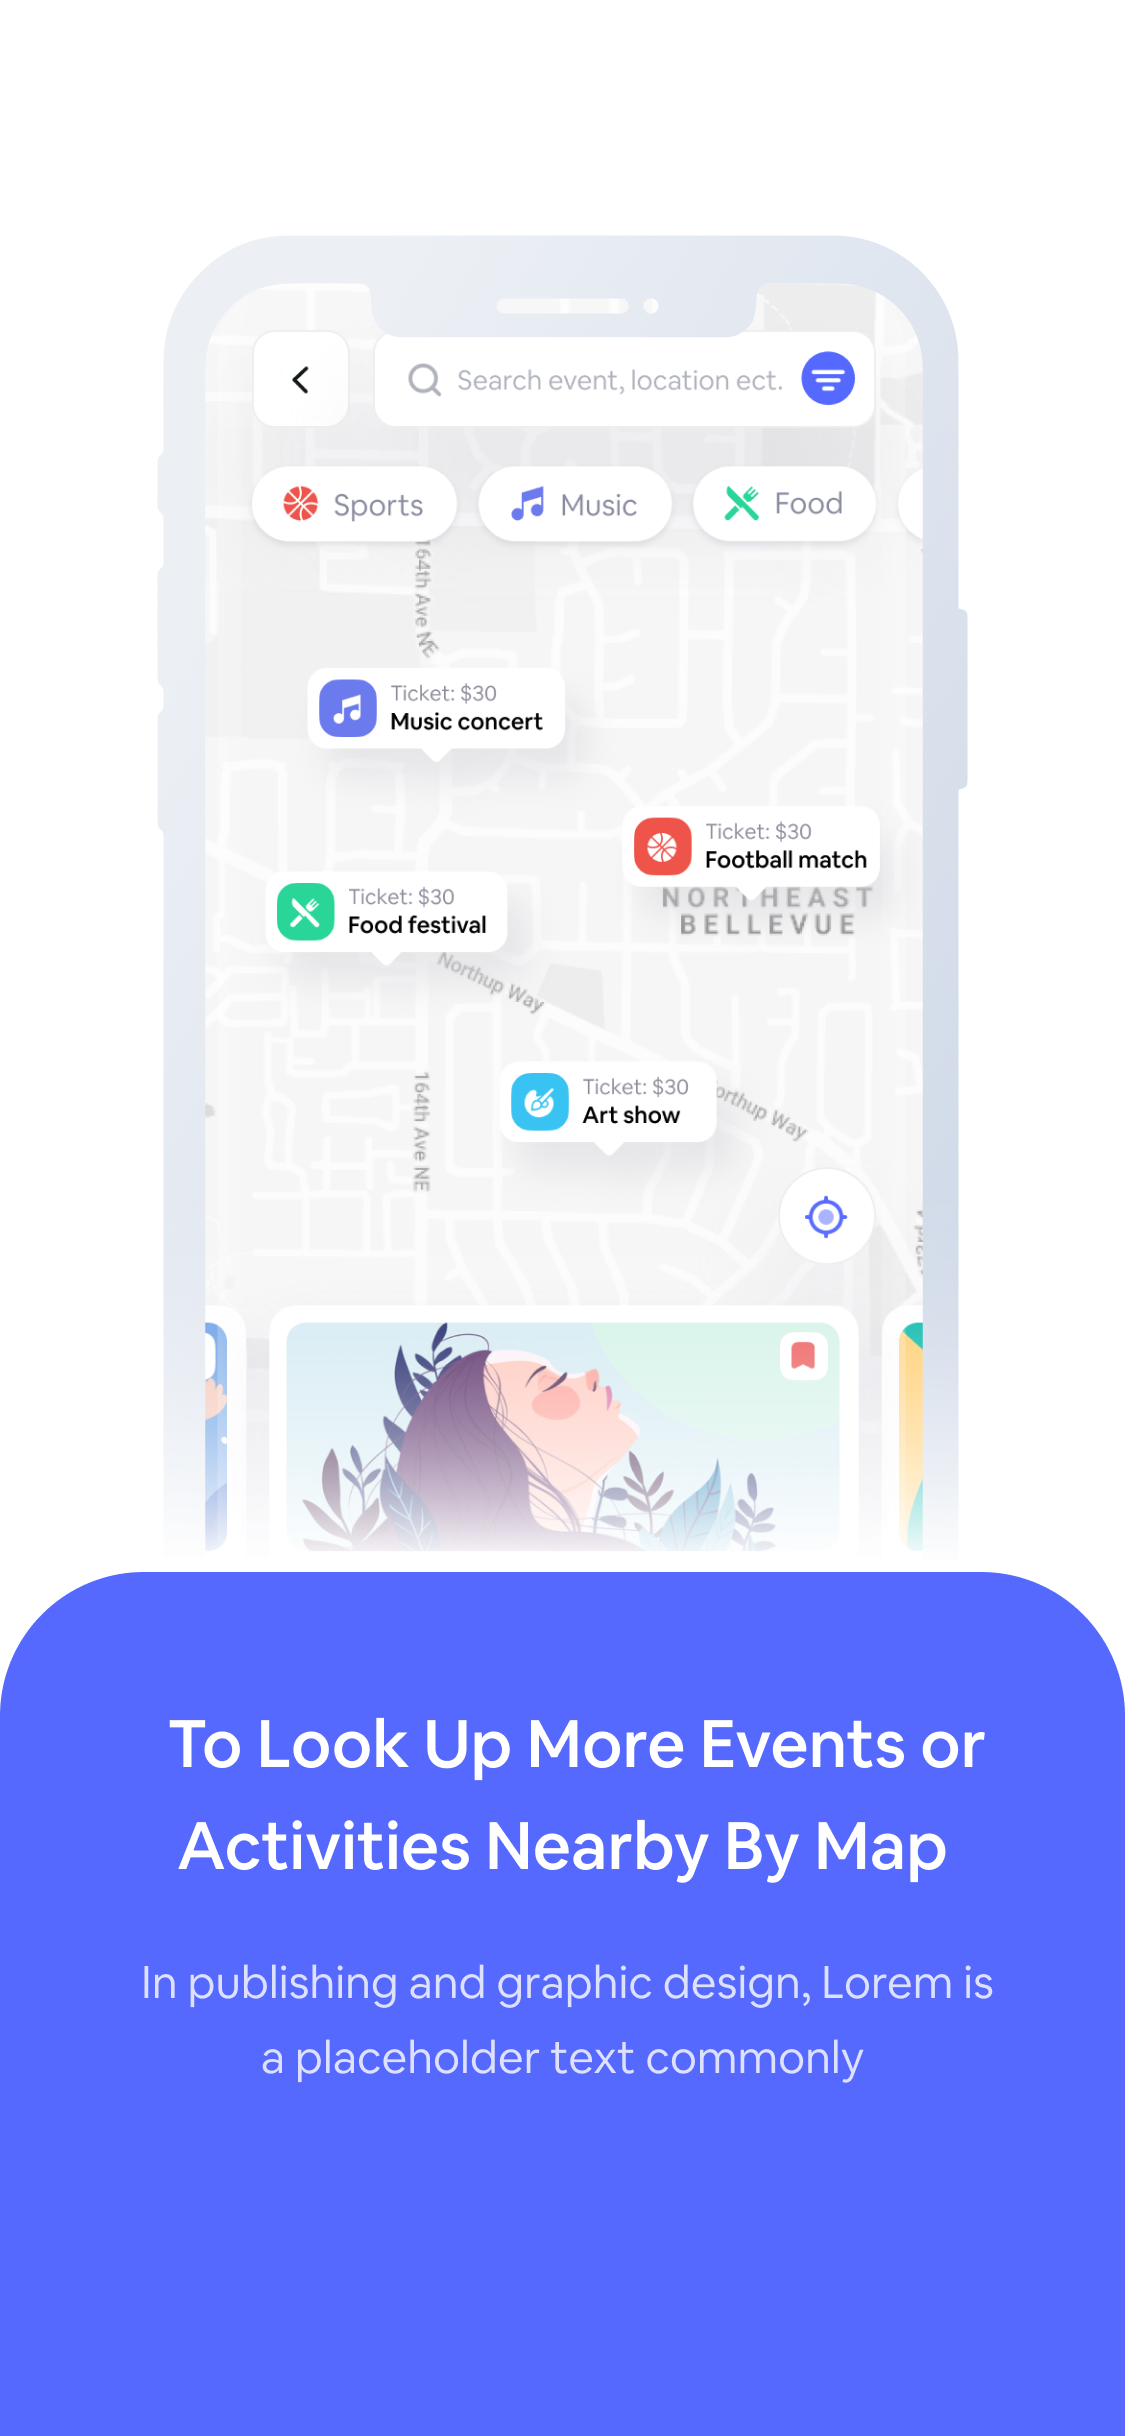 Search event, location ect.
Sports
Music
Food
164th Ave NE
Ticket: $30
Music concert
Ticket: $30
Football match
NORTHEAST
BELLEVUE
Ticket: $30
Food festival
Northup Way
Ticket: $30
Art show
orthup Way
164th Ave NE
To Look Up More Events or
Activities Nearby By Map
In publishing and graphic design, Lorem is
a placeholder text commonly